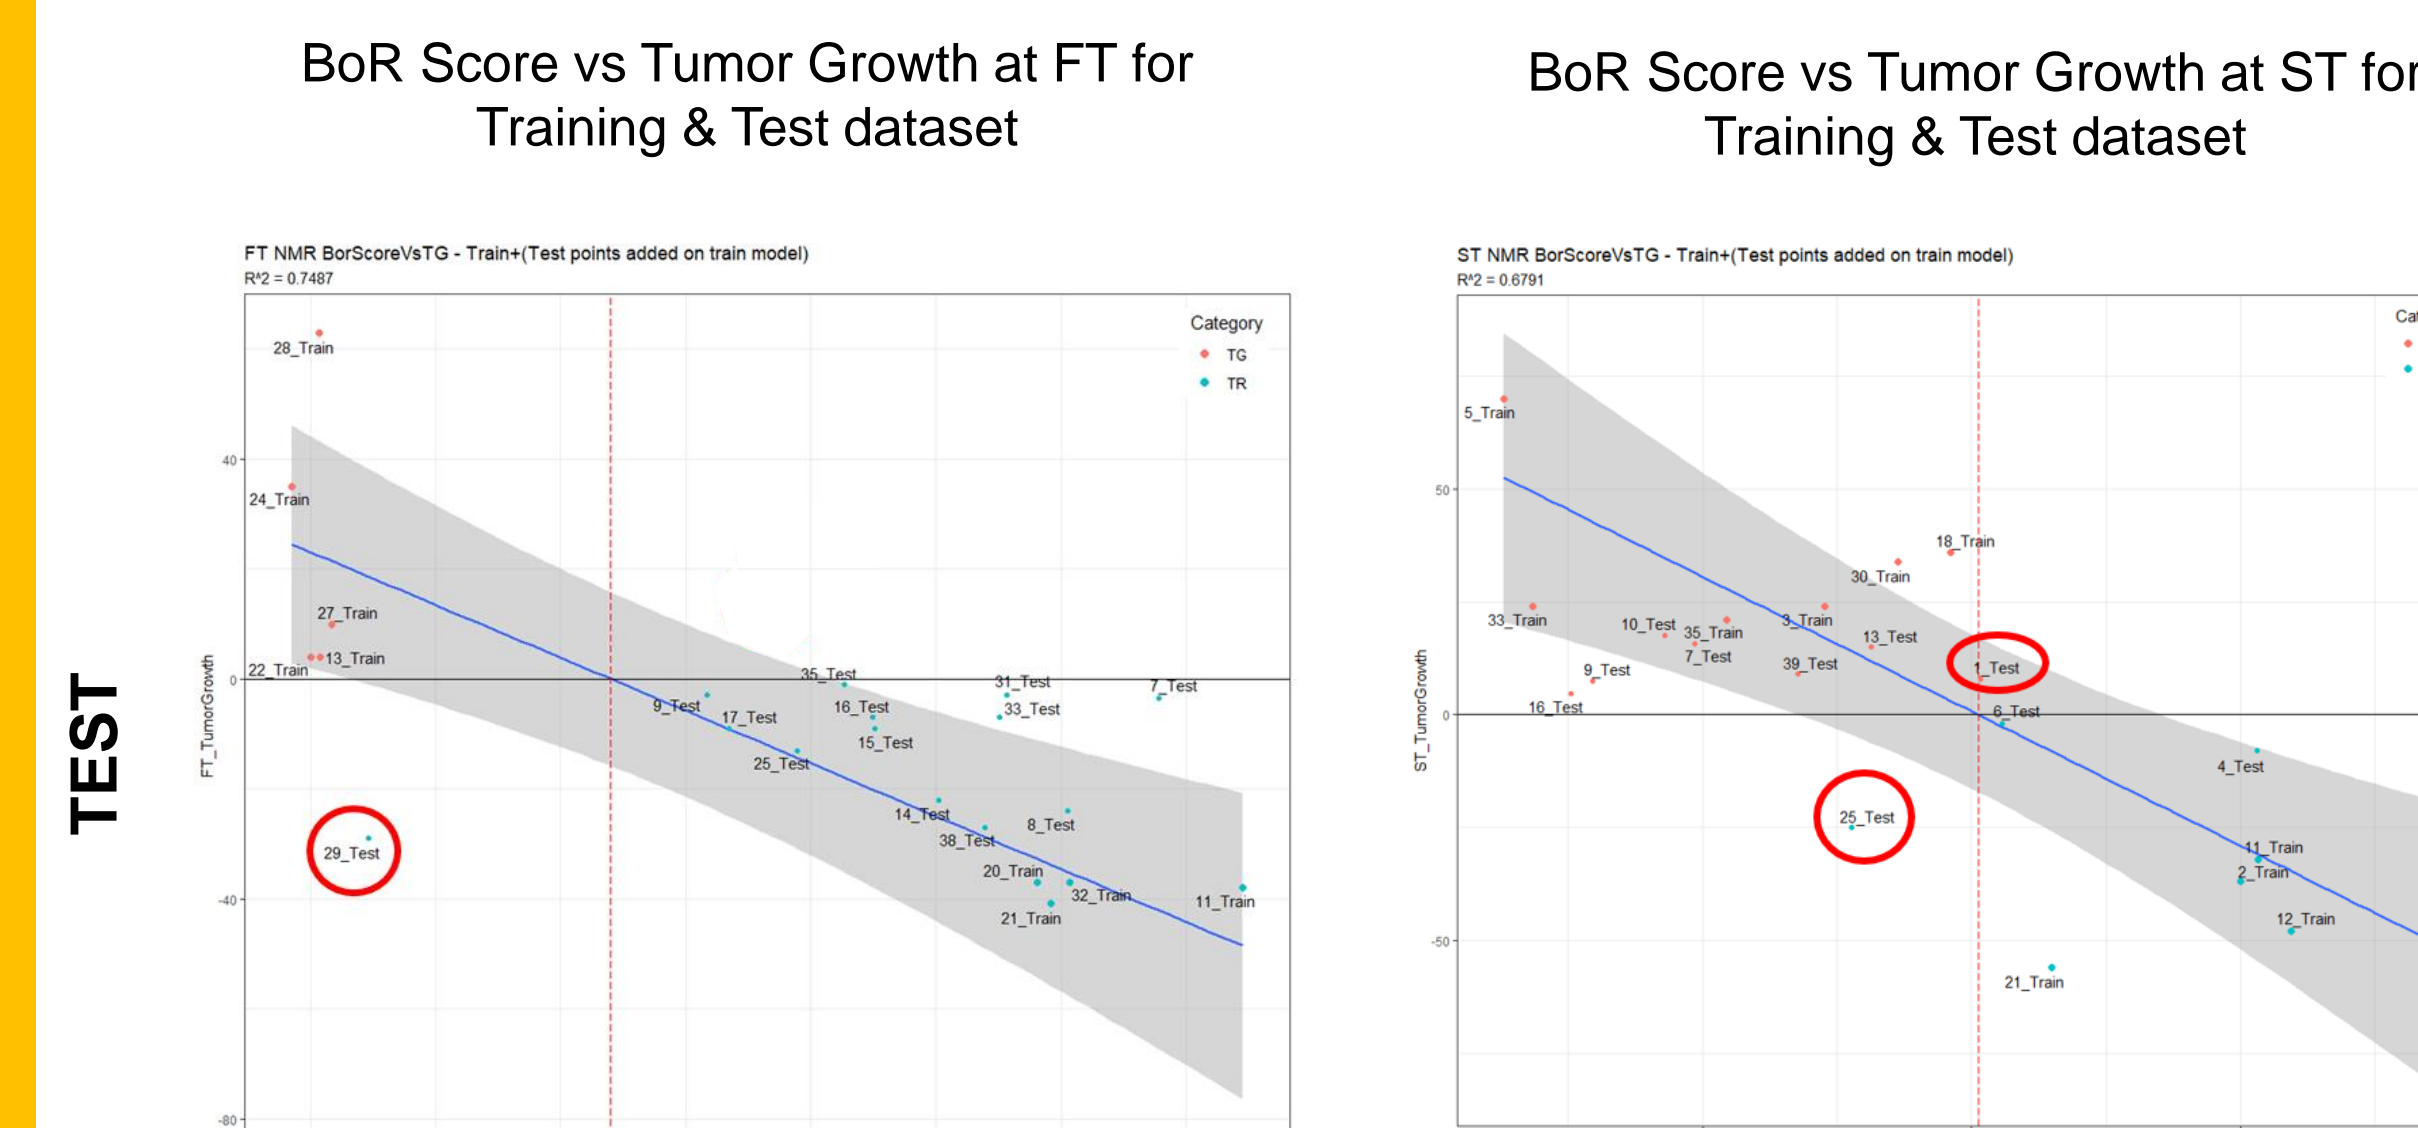 BoR Score vs Tumor Growth at FT for
Training & Test dataset
BoR Score vs Tumor Growth at ST for
Training & Test dataset
TEST
FT NMR BorScoreVsTG - Train+(Test points added on train model)
R^2 = 0.7487
Category
TG
TR
28_Train
40
24_Train
27_Train
13_Train
22_Train
0
FT_TumorGrowth
35_Test
31_Test
7_Test
9_Test
17_Test
16_Test
33_Test
15_Test
25_Test
14_Test
38_Test
8_Test
29_Test
20_Train
32_Train
11_Train
21_Train
-40
-80
ST NMR BorScoreVsTG - Train+(Test points added on train model)
R^2 = 0.6791
Cat
5_Train
50
18_Train
30_Train
33_Train
10_Test
35_Train
3_Train
13_Test
7_Test
39_Test
1_Test
9_Test
16_Test
6_Test
0
ST_TumorGrowth
4_Test
25_Test
11_Train
2_Train
12_Train
-50
21_Train